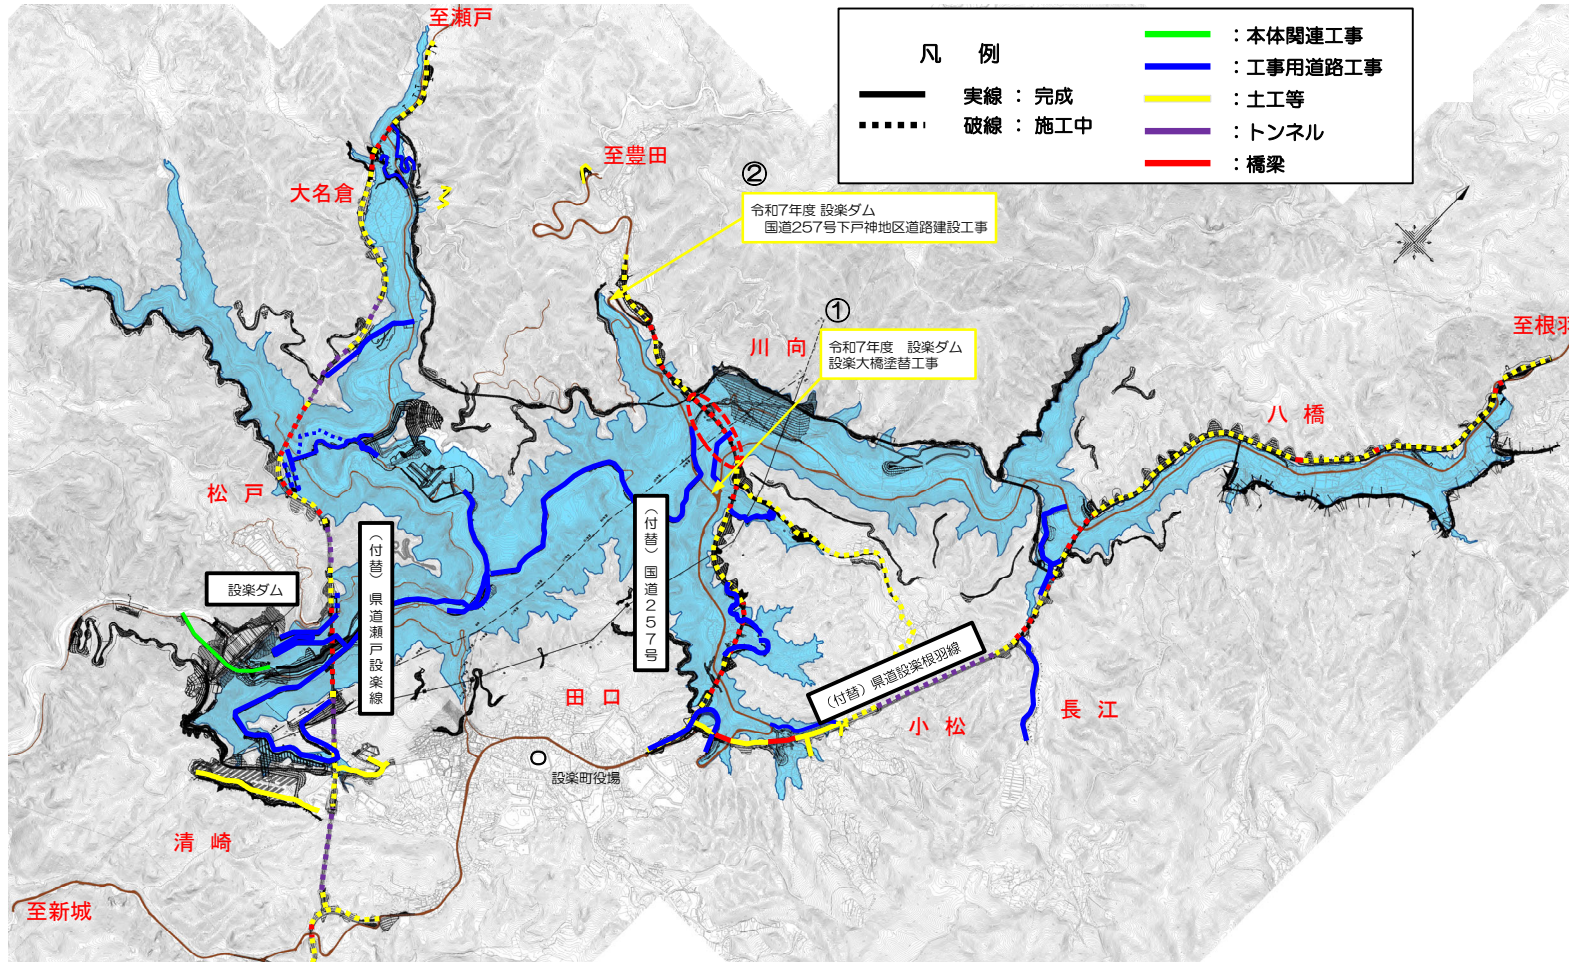 至瀬戸
凡 例
実線 ： 完成
破線 ： 施工中
：本体関連工事
：工事用道路工事
：土工等
：トンネル
：橋梁
至豊田
②
大名倉
令和7年度 設楽ダム
国道257号下戸神地区道路建設工事
①
川 向
令和7年度　設楽ダム
設楽大橋塗替工事
至根羽
八 橋
松 戸
（付替）県道瀬戸設楽線
（付替）国道257号
設楽ダム
（付替）県道設楽根羽線
田 口
小 松
長 江
設楽町役場
清 崎
至新城